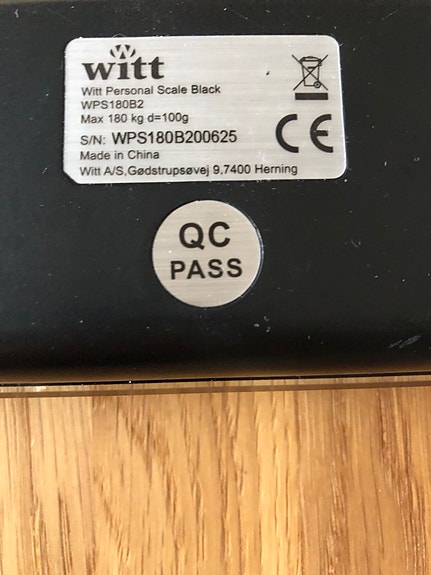 witt
Witt Personal Scale Black
WPS180B2
Max 180 kg d=100g
S/N: WPS180B200625
Made in China
Witt A/S,Gødstrupsøvej 9,7400 Herning
CE
QC
PASS